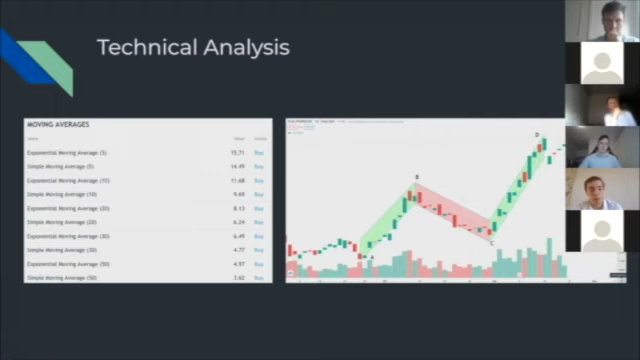 Technical Analysis
MOVING AVERAGES
Exponential Moving Average (5) 15.71 Buy
Simple Moving Average (5) 14.49 Buy
Exponential Moving Average (10) 11.68 Buy
Simple Moving Average (10) 9.69 Buy
Exponential Moving Average (20) 8.13 Buy
Simple Moving Average (20) 6.24 Buy
Exponential Moving Average (30) 6.49 Buy
Simple Moving Average (30) 4.77 Buy
Exponential Moving Average (50) 4.97 Buy
Simple Moving Average (50) 3.62 Buy
D
B
A
C